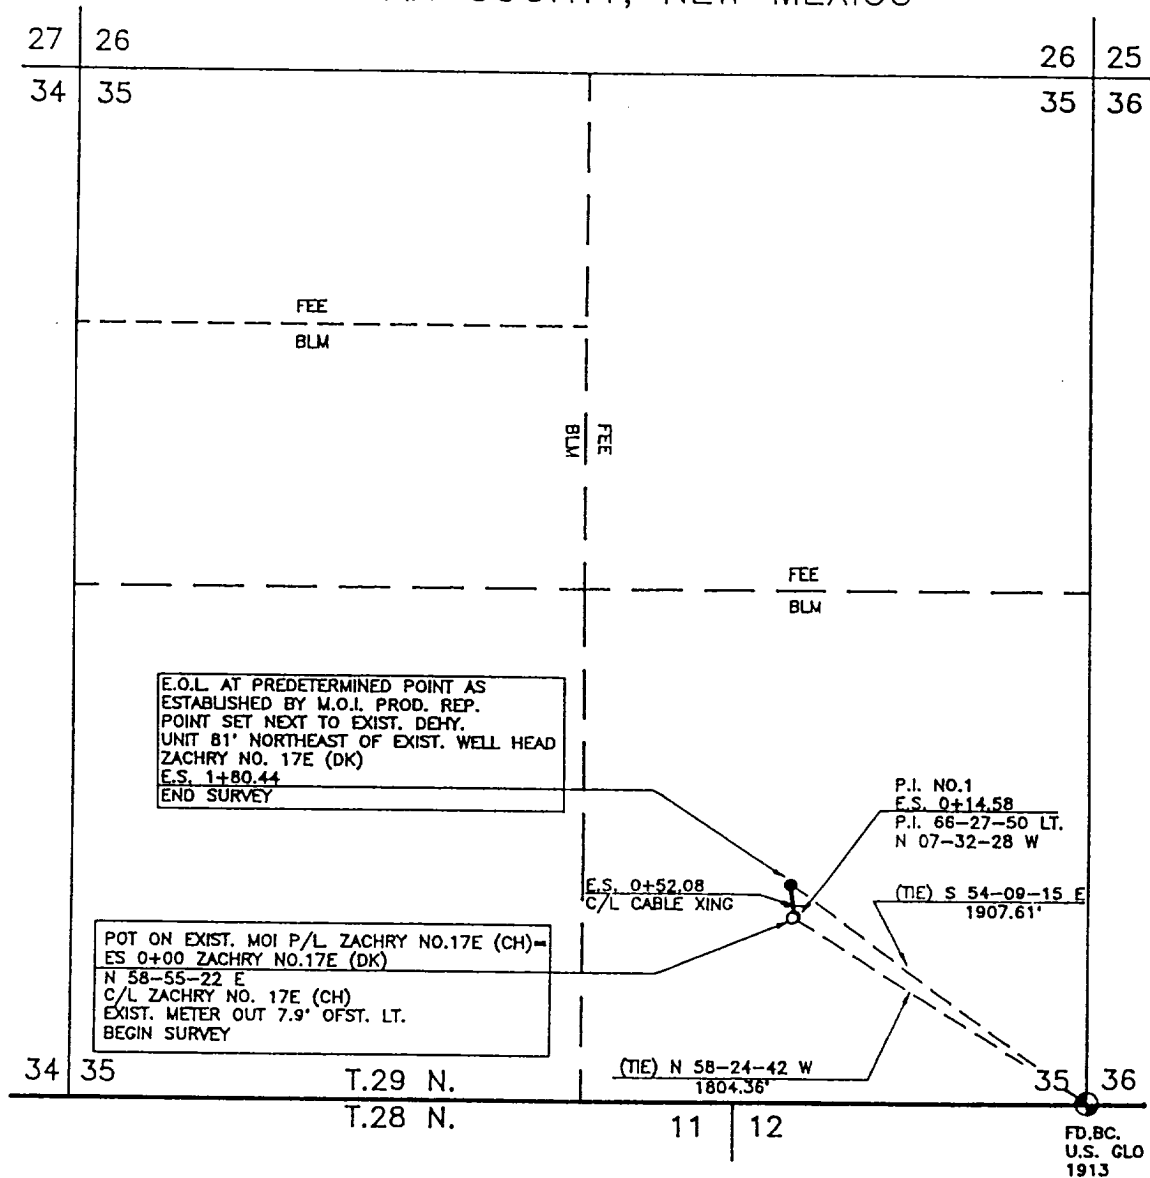 COUNTY, NEW MEXICO
27 26
26 25
34 35
35 36
FEE
BLM
FEE
BLM
FEE
BLM
E.O.L. AT PREDETERMINED POINT AS
ESTABLISHED BY M.O.I. PROD. REP.
POINT SET NEXT TO EXIST. DEHY.
UNIT 81' NORTHEAST OF EXIST. WELL HEAD
ZACHRY NO. 17E (DK)
E.S. 1+80.44
END SURVEY
P.I. NO.1
E.S. 0+14.58
P.I. 66-27-50 LT.
N 07-32-28 W
E.S. 0+52.08
C/L CABLE XING
(TIE) S 54-09-15 E
1907.61'
POT ON EXIST. MOI P/L ZACHRY NO.17E (CH)=
ES 0+00 ZACHRY NO.17E (DK)
N 58-55-22 E
C/L ZACHRY NO. 17E (CH)
EXIST. METER OUT 7.9' OFST. LT.
BEGIN SURVEY
(TIE) N 58-24-42 W
1804.36'
34 35
T.29 N.
35 36
T.28 N.
11 12
FD.BC.
U.S. GLO
1913